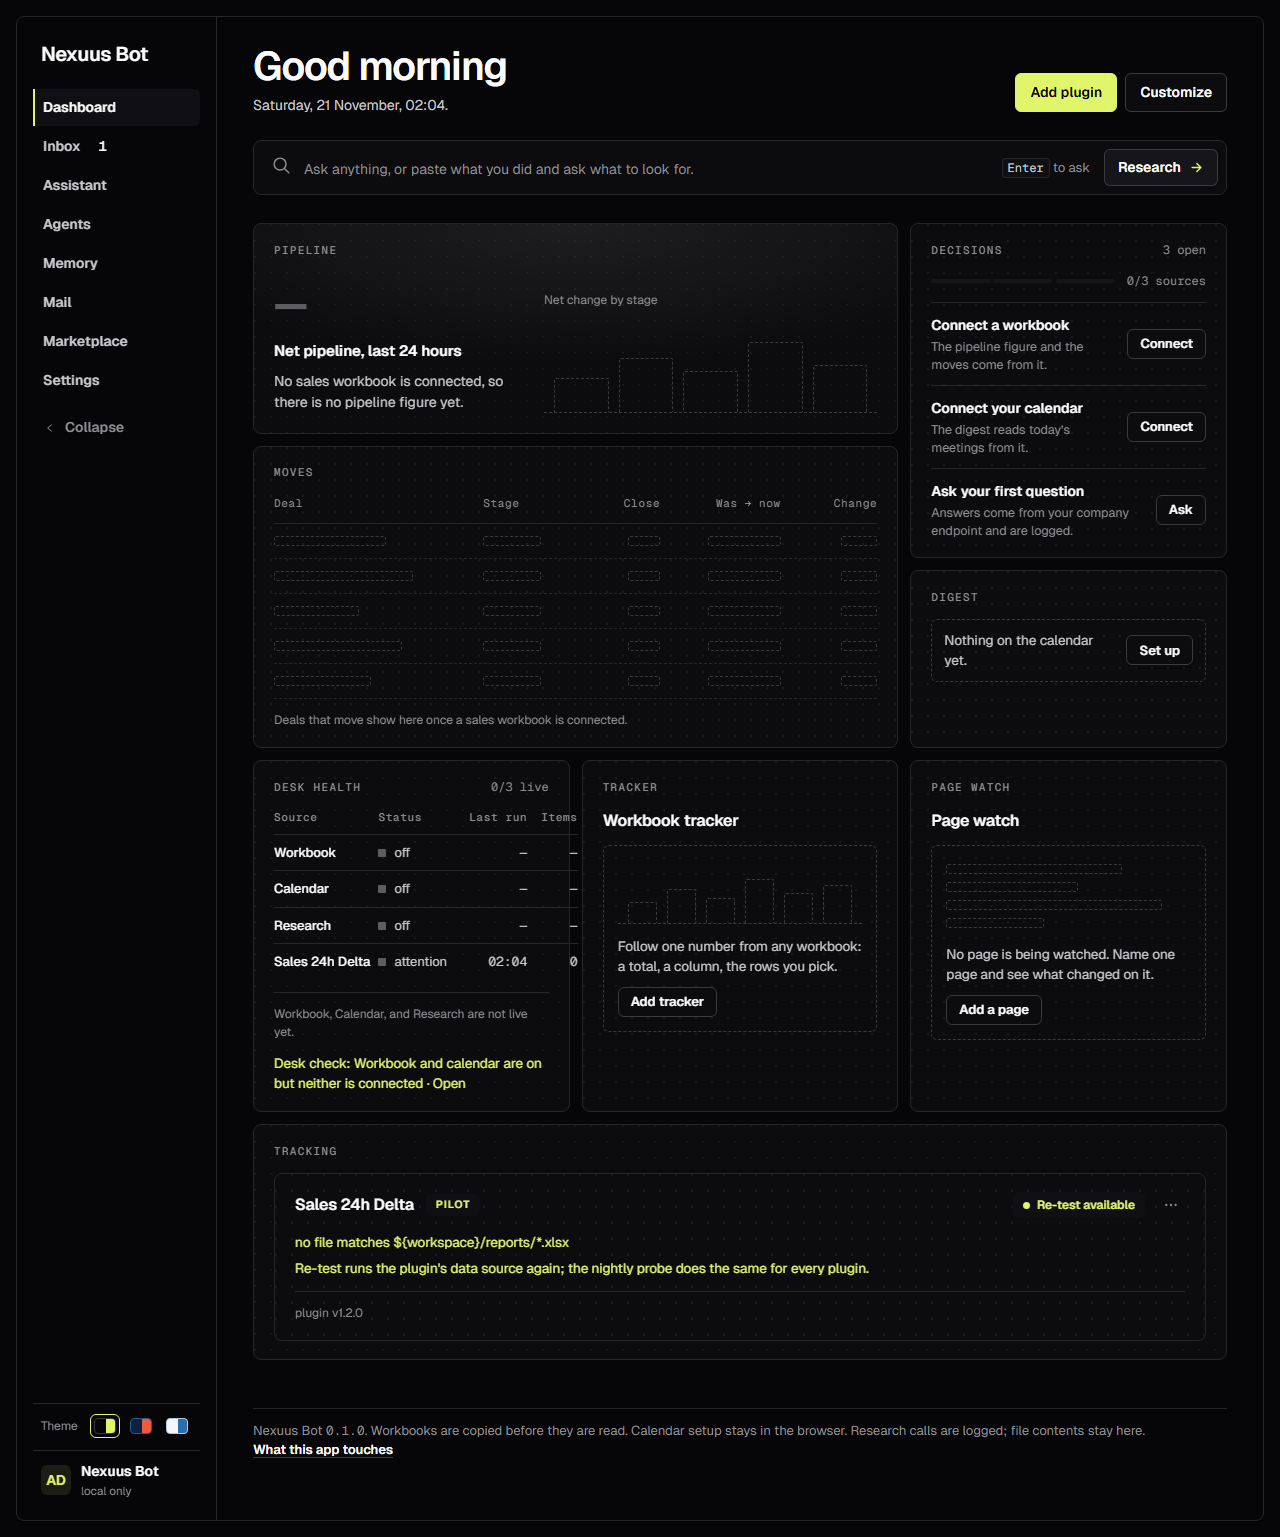 Nexuus Bot
Dashboard
Inbox 1
Assistant
Agents
Memory
Mail
Marketplace
Settings
Collapse
Theme
AD
Nexuus Bot
local only
Good morning
Saturday, 21 November, 02:04.
Add plugin
Customize
Ask anything, or paste what you did and ask what to look for.
Enter to ask
Research →
PIPELINE
—
Net change by stage
Net pipeline, last 24 hours
No sales workbook is connected, so
there is no pipeline figure yet.
DECISIONS
3 open
0/3 sources
Connect a workbook
The pipeline figure and the
moves come from it.
Connect
Connect your calendar
The digest reads today's
meetings from it.
Connect
Ask your first question
Answers come from your company
endpoint and are logged.
Ask
MOVES
Deal Stage Close Was → now Change
Deals that move show here once a sales workbook is connected.
DIGEST
Nothing on the calendar
yet.
Set up
DESK HEALTH
0/3 live
Source Status Last run Items
Workbook off – –
Calendar off – –
Research off – –
Sales 24h Delta attention 02:04 0
Workbook, Calendar, and Research are not live
yet.
Desk check: Workbook and calendar are on
but neither is connected · Open
TRACKER
Workbook tracker
Follow one number from any workbook:
a total, a column, the rows you pick.
Add tracker
PAGE WATCH
Page watch
No page is being watched. Name one
page and see what changed on it.
Add a page
TRACKING
Sales 24h Delta PILOT
Re-test available ...
no file matches ${workspace}/reports/*.xlsx
Re-test runs the plugin's data source again; the nightly probe does the same for every plugin.
plugin v1.2.0
Nexuus Bot 0.1.0. Workbooks are copied before they are read. Calendar setup stays in the browser. Research calls are logged; file contents stay here.
What this app touches